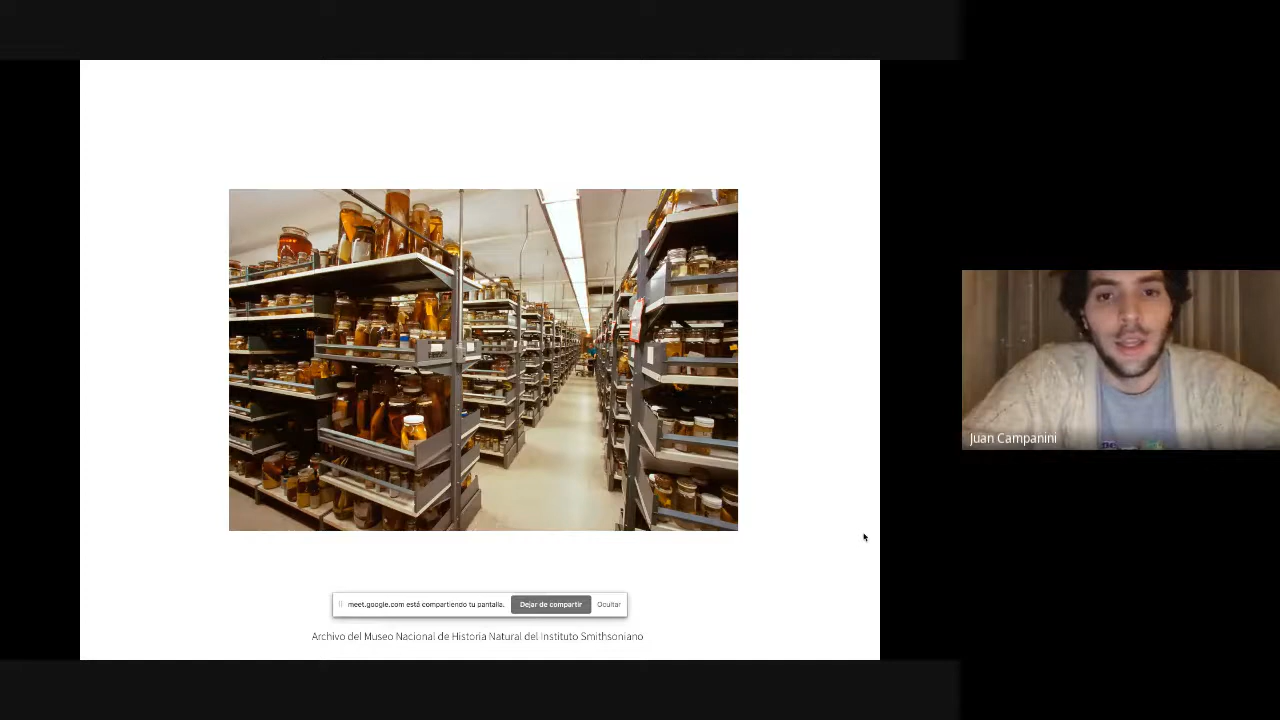 meet.google.com está compartiendo tu pantalla.
Dejar de compartir
Ocultar
Archivo del Museo Nacional de Historia Natural del Instituto Smithsoniano
Juan Campanini